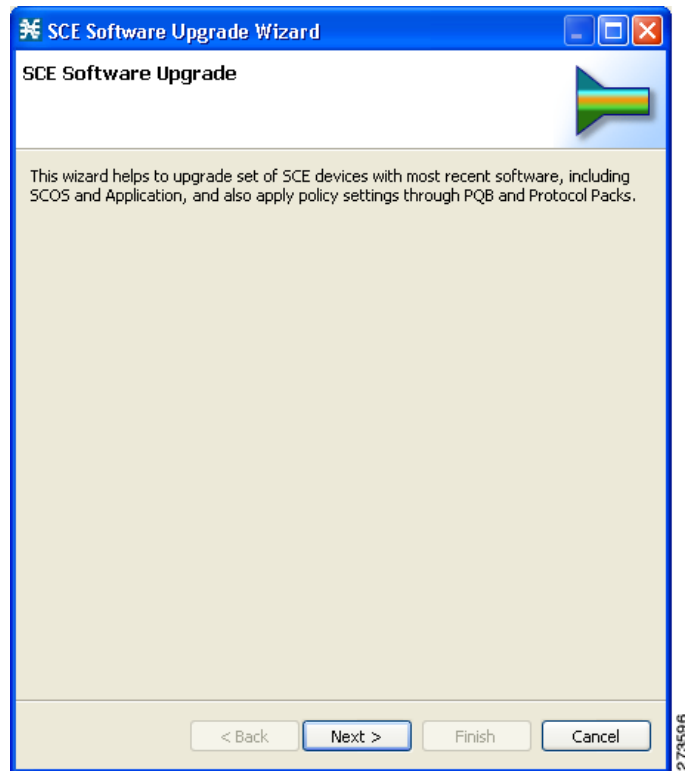 SCE Software Upgrade Wizard
SCE Software Upgrade
This wizard helps to upgrade set of SCE devices with most recent software, including
SCOS and Application, and also apply policy settings through PQB and Protocol Packs.
< Back
Next >
Finish
Cancel
273596